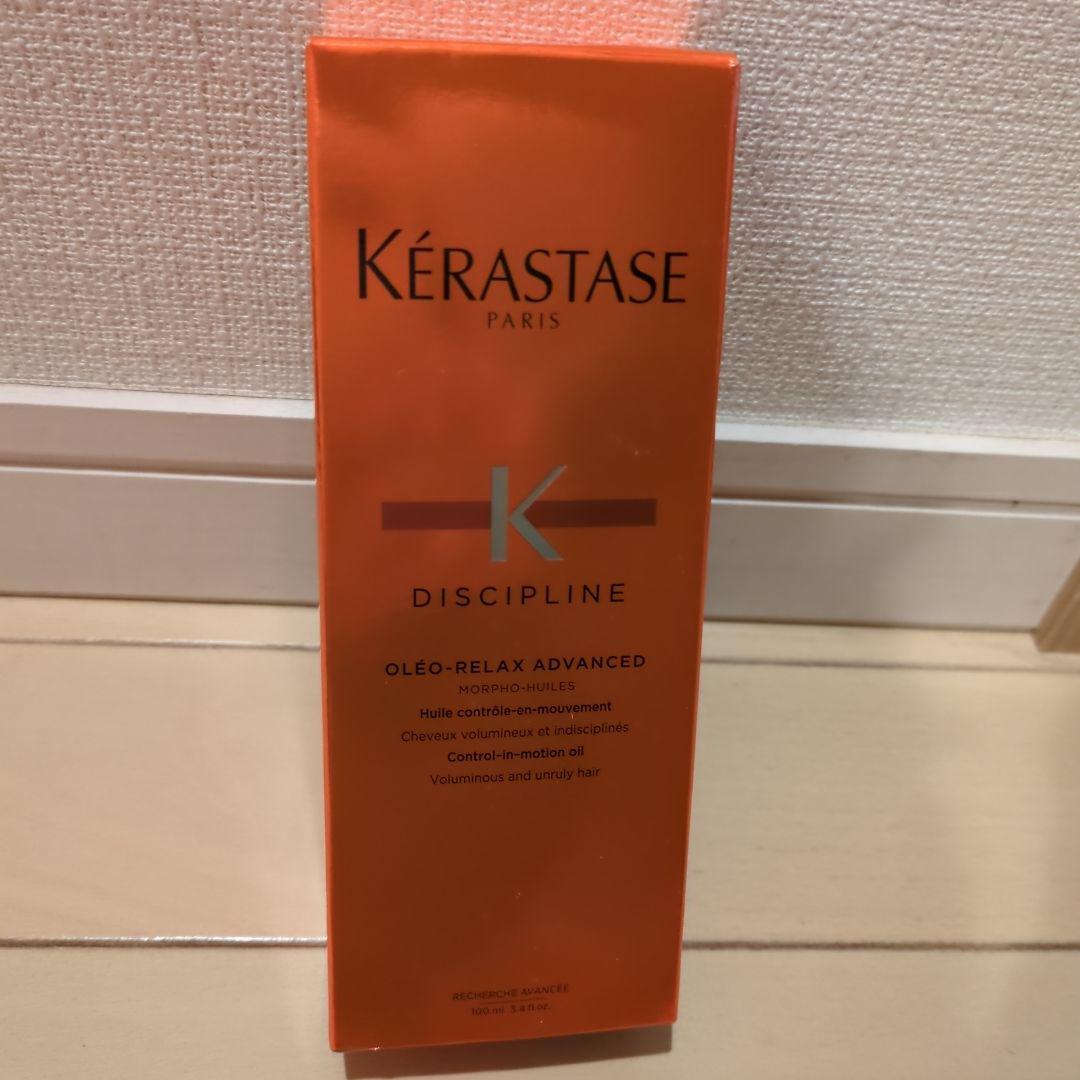 KÉRASTASE
PARIS
K
DISCIPLINE
OLÉO-RELAX ADVANCED
MORPHO-HUILES
Huile contrôle-en-mouvement
Cheveux volumineux et indisciplinés
Control-in-motion oil
Voluminous and unruly hair
RECHERCHE AVANCÉE
100 ml 3.4 fl.oz.